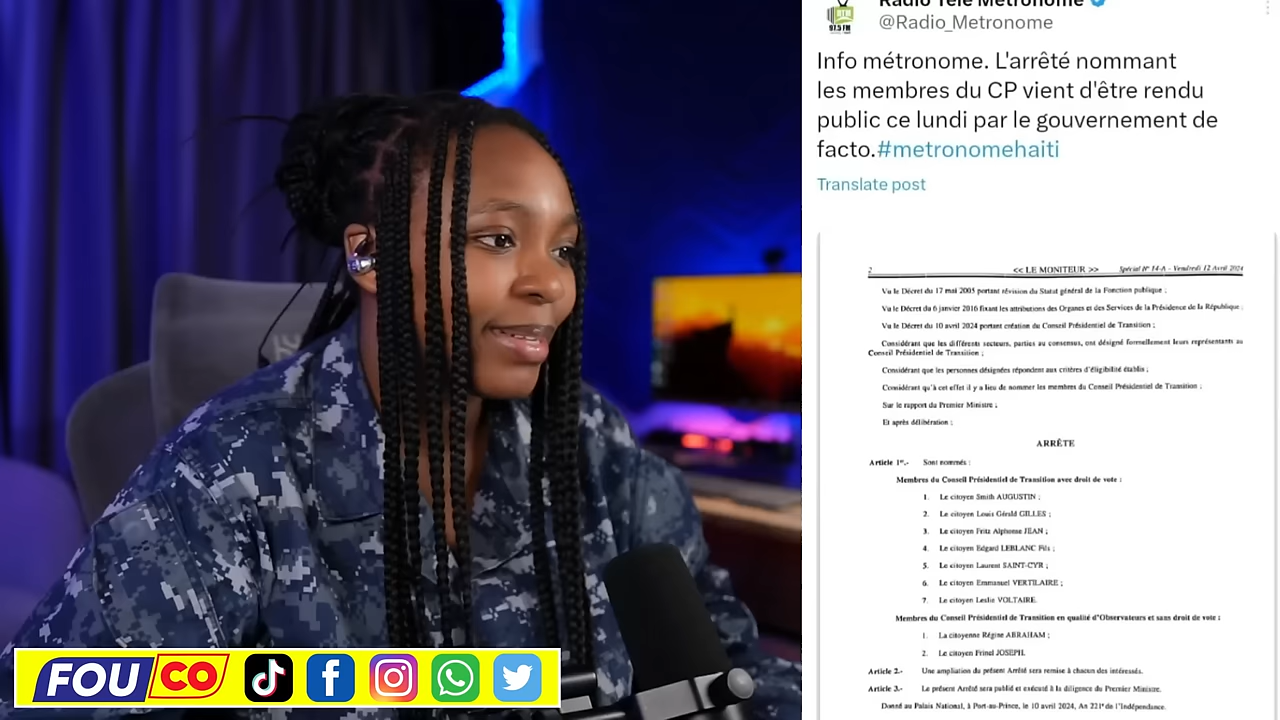 Radio Télé Métronome
@Radio_Metronome
Info métronome. L'arrêté nommant
les membres du CP vient d'être rendu
public ce lundi par le gouvernement de
facto.#metronomehaiti
Translate post
2 << LE MONITEUR >> Spécial Nº 14-A – Vendredi 12 Avril 2024
Vu le Décret du 17 mai 2005 portant révision du Statut général de la Fonction publique ;
Vu le Décret du 6 janvier 2016 fixant les attributions des Organes et des Services de la Présidence de la République ;
Vu le Décret du 10 avril 2024 portant création du Conseil Présidentiel de Transition ;
Considérant que les différents secteurs, parties au consensus, ont désigné formellement leurs représentants au
Conseil Présidentiel de Transition ;
Considérant que les personnes désignées répondent aux critères d'éligibilité établis ;
Considérant qu'à cet effet il y a lieu de nommer les membres du Conseil Présidentiel de Transition ;
Sur le rapport du Premier Ministre ;
Et après délibération ;
ARRÊTE
Article 1er.- Sont nommés :
Membres du Conseil Présidentiel de Transition avec droit de vote :
1. Le citoyen Smith AUGUSTIN ;
2. Le citoyen Louis Gérald GILLES ;
3. Le citoyen Fritz Alphonse JEAN ;
4. Le citoyen Edgard LEBLANC Fils ;
5. Le citoyen Laurent SAINT-CYR ;
6. Le citoyen Emmanuel VERTILAIRE ;
7. Le citoyen Leslie VOLTAIRE.
Membres du Conseil Présidentiel de Transition en qualité d'Observateurs et sans droit de vote :
1. La citoyenne Régine ABRAHAM ;
2. Le citoyen Frinel JOSEPH.
Article 2.- Une ampliation du présent Arrêté sera remise à chacun des intéressés.
Article 3.- Le présent Arrêté sera publié et exécuté à la diligence du Premier Ministre.
Donné au Palais National, à Port-au-Prince, le 10 avril 2024, An 221e de l'Indépendance.
97.5 FM
FOU CO